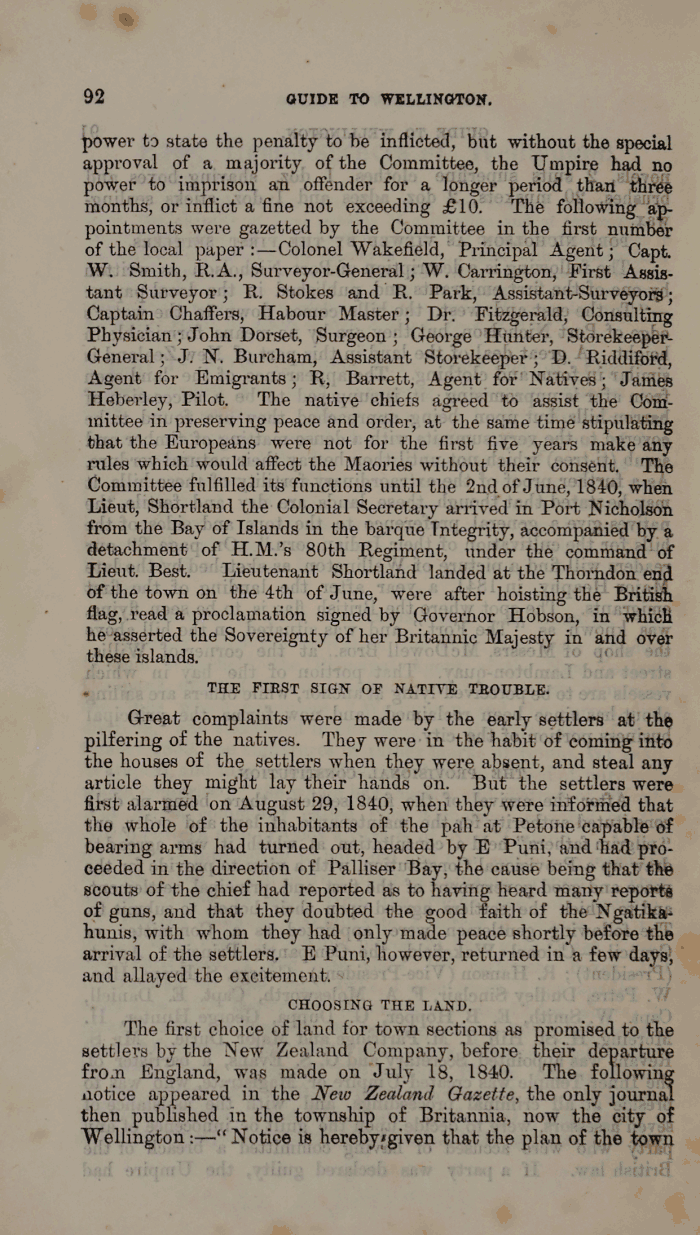 92 GUIDE TO WELLINGTON.
power to state the penalty to be inflicted, but without the special
approval of a majority of the Committee, the Umpire had no
power to imprison an offender for a longer period than three
months, or inflict a fine not exceeding £10. The following ap-
pointments were gazetted by the Committee in the first number
of the local paper :—Colonel Wakefield, Principal Agent ; Capt.
W. Smith, R.A., Surveyor-General ; W. Carrington, First Assis-
tant Surveyor ; R. Stokes and R. Park, Assistant-Surveyors ;
Captain Chaffers, Habour Master ; Dr. Fitzgerald, Consulting
Physician ; John Dorset, Surgeon ; George Hunter, Storekeeper-
General ; J. N. Burcham, Assistant Storekeeper ; D. Riddiford,
Agent for Emigrants ; R, Barrett, Agent for Natives ; James
Heberley, Pilot. The native chiefs agreed to assist the Com-
mittee in preserving peace and order, at the same time stipulating
that the Europeans were not for the first five years make any
rules which would affect the Maories without their consent. The
Committee fulfilled its functions until the 2nd of June, 1840, when
Lieut, Shortland the Colonial Secretary arrived in Port Nicholson
from the Bay of Islands in the barque Integrity, accompanied by a
detachment of H.M.'s 80th Regiment, under the command of
Lieut. Best. Lieutenant Shortland landed at the Thorndon end
of the town on the 4th of June, were after hoisting the British
flag, read a proclamation signed by Governor Hobson, in which
he asserted the Sovereignty of her Britannic Majesty in and over
these islands.
THE FIRST SIGN OF NATIVE TROUBLE.
Great complaints were made by the early settlers at the
pilfering of the natives. They were in the habit of coming into
the houses of the settlers when they were absent, and steal any
article they might lay their hands on. But the settlers were
first alarmed on August 29, 1840, when they were informed that
the whole of the inhabitants of the pah at Petone capable of
bearing arms had turned out, headed by E Puni, and had pro-
ceeded in the direction of Palliser Bay, the cause being that the
scouts of the chief had reported as to having heard many reports
of guns, and that they doubted the good faith of the Ngatika-
hunis, with whom they had only made peace shortly before the
arrival of the settlers. E Puni, however, returned in a few days,
and allayed the excitement.
CHOOSING THE LAND.
The first choice of land for town sections as promised to the
settlers by the New Zealand Company, before their departure
from England, was made on July 18, 1840. The following
notice appeared in the New Zealand Gazette, the only journal
then published in the township of Britannia, now the city of
Wellington :—" Notice is hereby given that the plan of the town